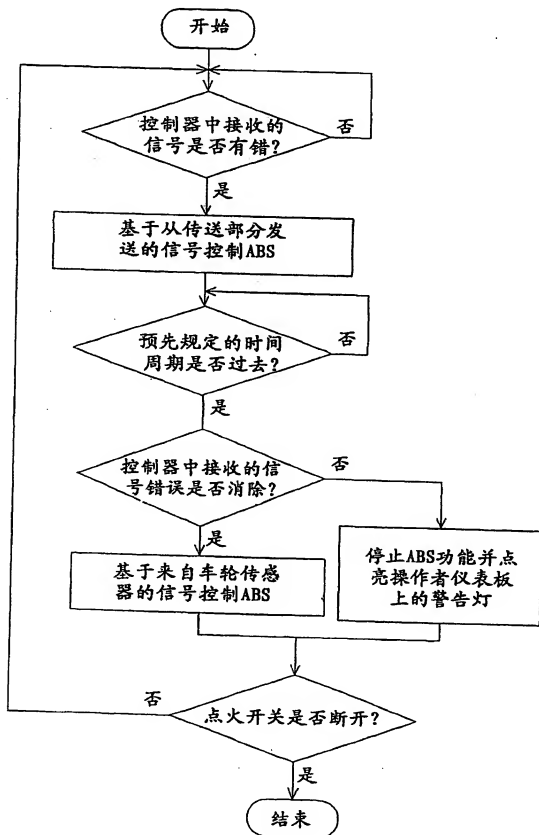 开始
控制器中接收的
信号是否有错?
否
是
基于从传送部分发
送的信号控制ABS
预先规定的时间
周期是否过去?
否
是
控制器中接收的信
号错误是否消除?
否
是
基于来自车轮传感
器的信号控制ABS
停止ABS功能并点
亮操作者仪表板
上的警告灯
否
点火开关是否断开?
是
结束